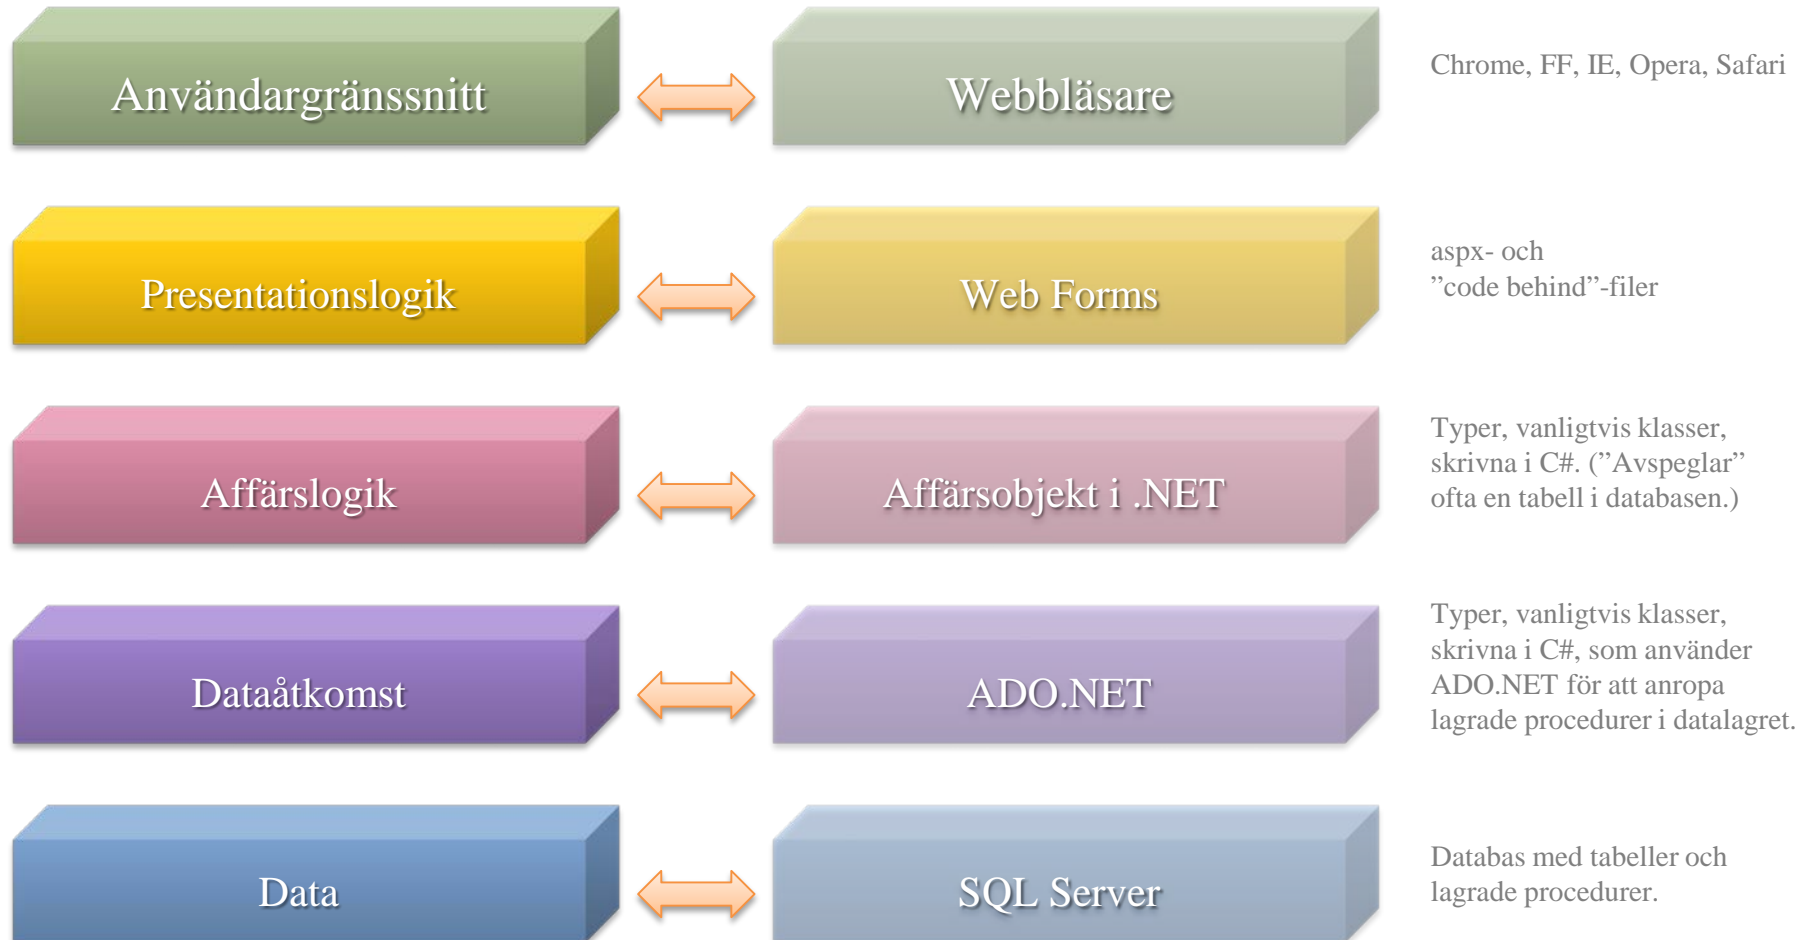 Användargränssnitt
Webbläsare
Chrome, FF, IE, Opera, Safari
Presentationslogik
Web Forms
aspx- och
”code behind”-filer
Affärslogik
Affärsobjekt i .NET
Typer, vanligtvis klasser,
skrivna i C#. (”Avspeglar”
ofta en tabell i databasen.)
Dataåtkomst
ADO.NET
Typer, vanligtvis klasser,
skrivna i C#, som använder
ADO.NET för att anropa
lagrade procedurer i datalagret.
Data
SQL Server
Databas med tabeller och
lagrade procedurer.